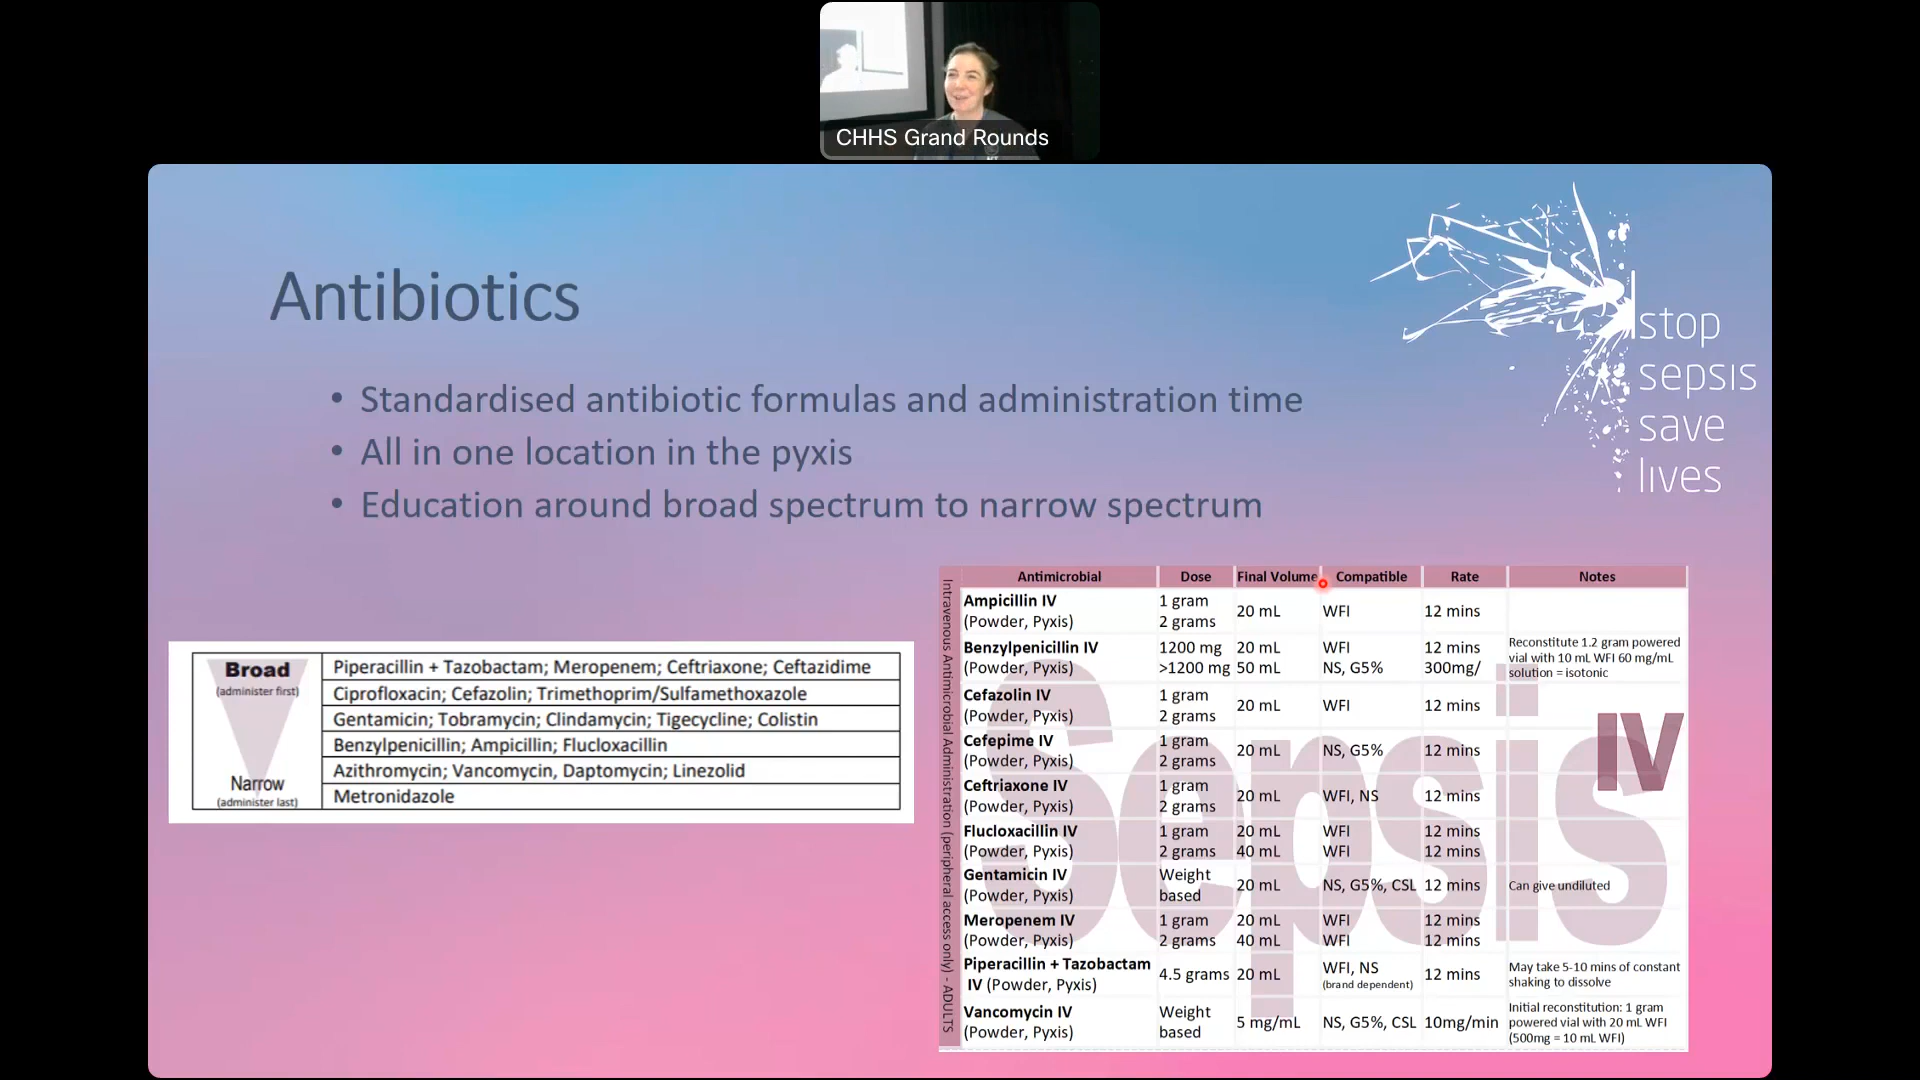 CHHS Grand Rounds
Antibiotics
• Standardised antibiotic formulas and administration time
• All in one location in the pyxis
• Education around broad spectrum to narrow spectrum
stop
sepsis
save
lives
Broad
(administer first)
Narrow
(administer last)
Piperacillin + Tazobactam; Meropenem; Ceftriaxone; Ceftazidime
Ciprofloxacin; Cefazolin; Trimethoprim/Sulfamethoxazole
Gentamicin; Tobramycin; Clindamycin; Tigecycline; Colistin
Benzylpenicillin; Ampicillin; Flucloxacillin
Azithromycin; Vancomycin, Daptomycin; Linezolid
Metronidazole
Intravenous Antimicrobial Administration (peripheral access only) - ADULTS
Antimicrobial Dose Final Volume Compatible Rate Notes
Ampicillin IV 1 gram 20 mL WFI 12 mins
(Powder, Pyxis) 2 grams
Benzylpenicillin IV 1200 mg 20 mL WFI 12 mins Reconstitute 1.2 gram powered
(Powder, Pyxis) >1200 mg 50 mL NS, G5% 300mg/ vial with 10 mL WFI 60 mg/mL
solution = isotonic
Cefazolin IV 1 gram 20 mL WFI 12 mins
(Powder, Pyxis) 2 grams
Cefepime IV 1 gram 20 mL NS, G5% 12 mins
(Powder, Pyxis) 2 grams
Ceftriaxone IV 1 gram 20 mL WFI, NS 12 mins
(Powder, Pyxis) 2 grams
Flucloxacillin IV 1 gram 20 mL WFI 12 mins
(Powder, Pyxis) 2 grams 40 mL WFI 12 mins
Gentamicin IV Weight 20 mL NS, G5%, CSL 12 mins Can give undiluted
(Powder, Pyxis) based
Meropenem IV 1 gram 20 mL WFI 12 mins
(Powder, Pyxis) 2 grams 40 mL WFI 12 mins
Piperacillin + Tazobactam 4.5 grams 20 mL WFI, NS 12 mins May take 5-10 mins of constant
IV (Powder, Pyxis) (brand dependent) shaking to dissolve
Vancomycin IV Weight 5 mg/mL NS, G5%, CSL 10mg/min Initial reconstitution: 1 gram
(Powder, Pyxis) based powered vial with 20 mL WFI
(500mg = 10 mL WFI)
Sepsis
IV